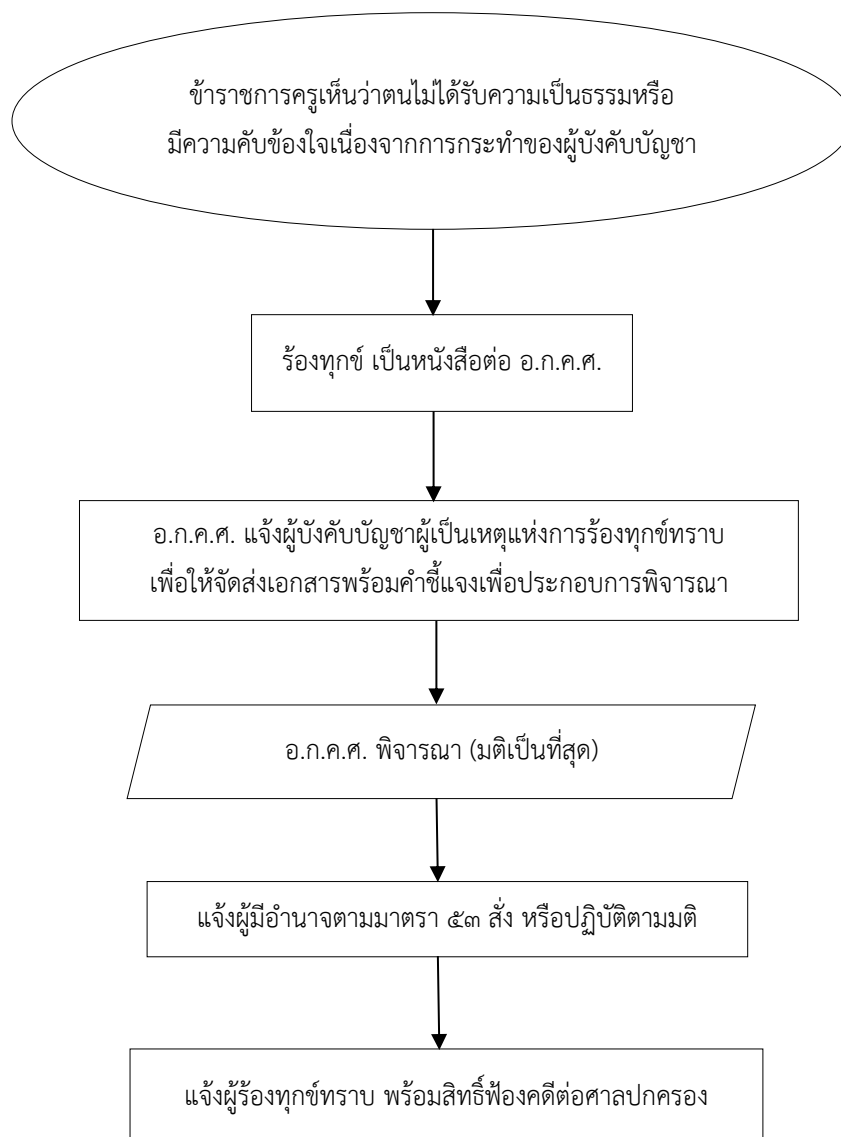 ข้าราชการครูเห็นว่าตนไม่ได้รับความเป็นธรรมหรือ
มีความคับข้องใจเนื่องจากการกระทำของผู้บังคับบัญชา
ร้องทุกข์ เป็นหนังสือต่อ อ.ก.ค.ศ.
อ.ก.ค.ศ. แจ้งผู้บังคับบัญชาผู้เป็นเหตุแห่งการร้องทุกข์ทราบ
เพื่อให้จัดส่งเอกสารพร้อมคำชี้แจงเพื่อประกอบการพิจารณา
อ.ก.ค.ศ. พิจารณา (มติเป็นที่สุด)
แจ้งผู้มีอำนาจตามมาตรา ๕๓ สั่ง หรือปฏิบัติตามมติ
แจ้งผู้ร้องทุกข์ทราบ พร้อมสิทธิ์ฟ้องคดีต่อศาลปกครอง